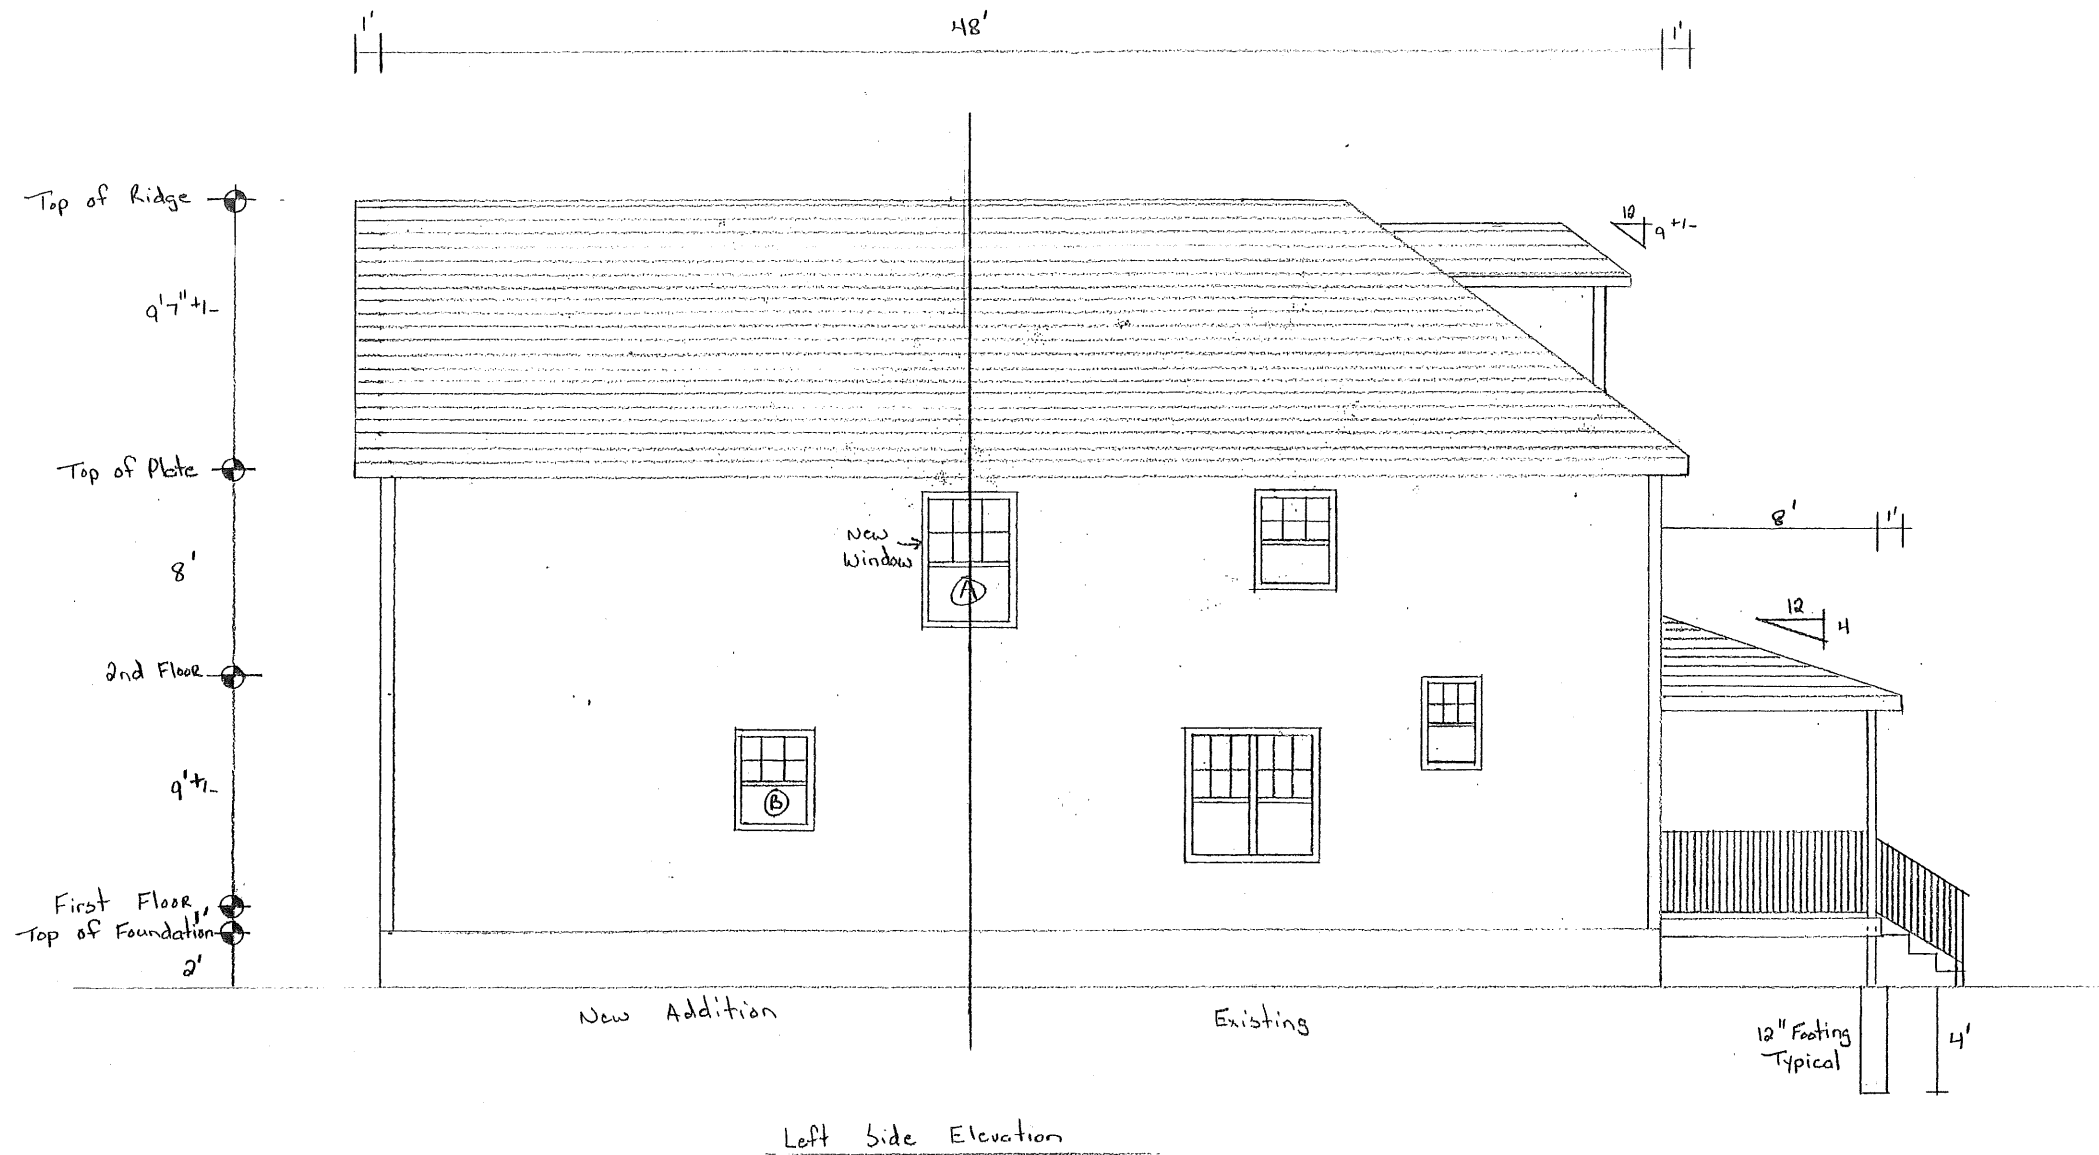 1'
48'
1'
Top of Ridge
12
9 +/-
9'7" +/-
Top of Plate
8'
1'
New
Window
A
8'
12
4
2nd Floor
B
9' +/-
First Floor
1'
Top of Foundation
2'
New Addition
Existing
12" Footing
Typical
4'
Left Side Elevation